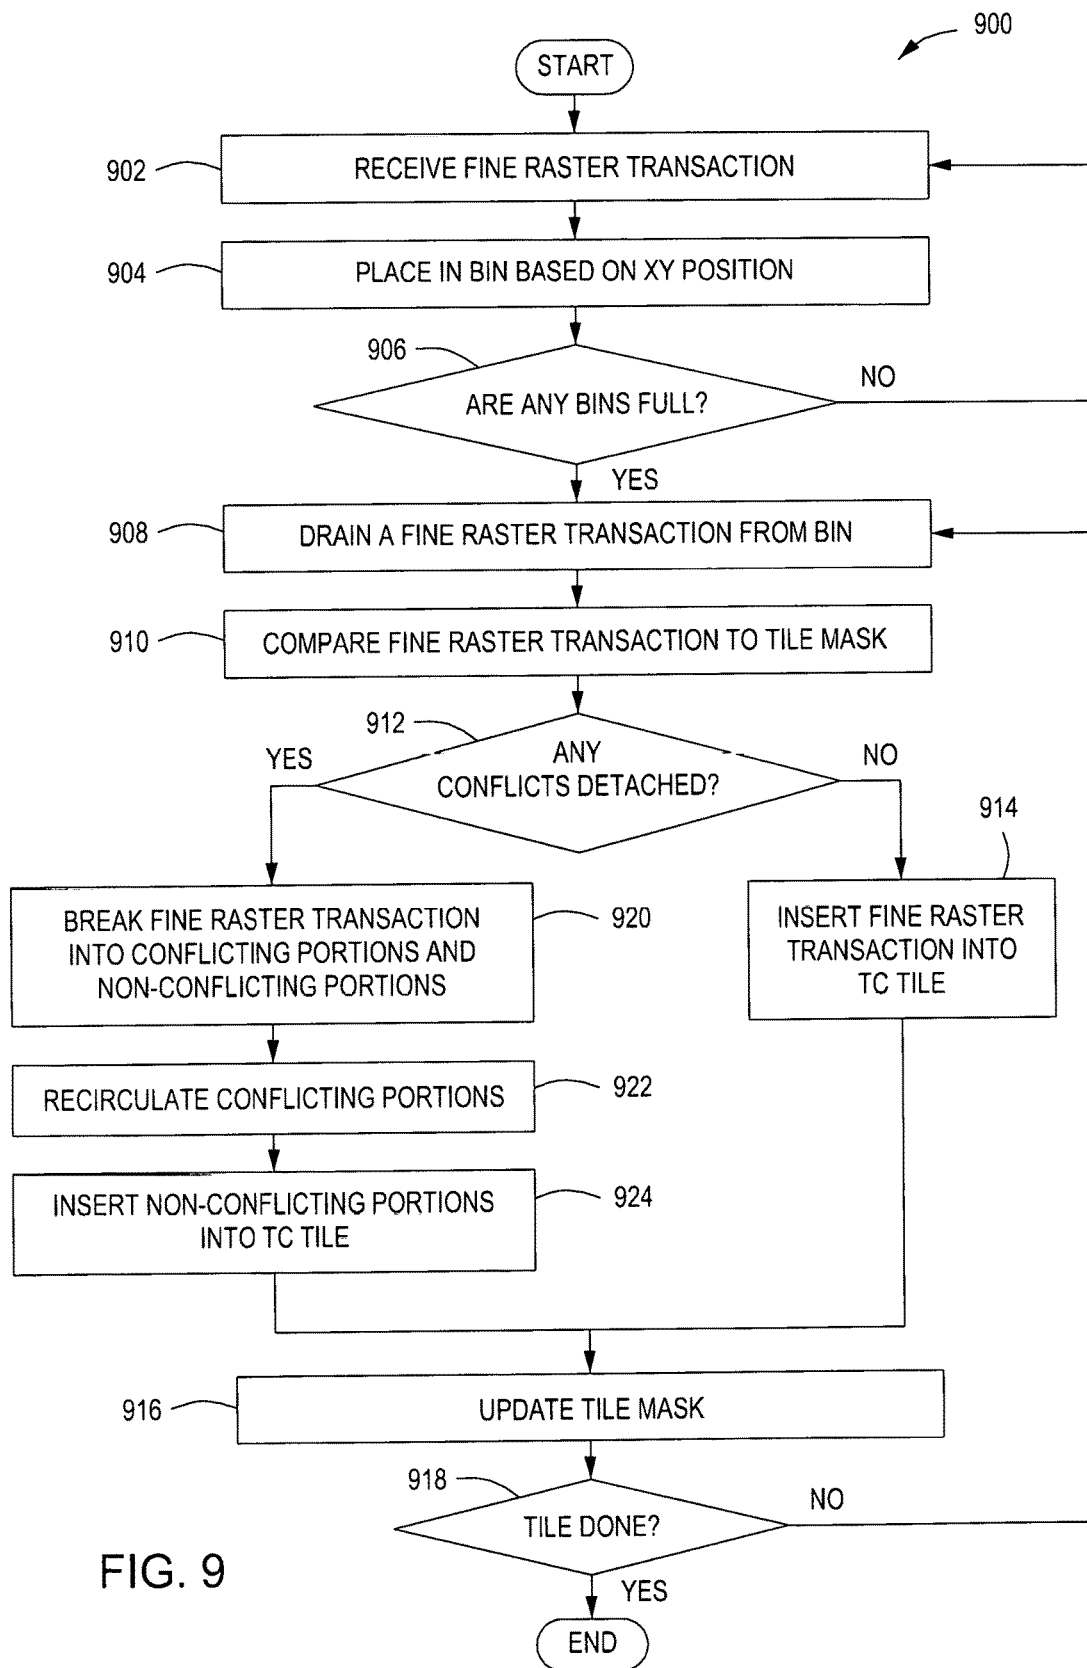 900
START
902
RECEIVE FINE RASTER TRANSACTION
904
PLACE IN BIN BASED ON XY POSITION
906
ARE ANY BINS FULL?
NO
YES
908
DRAIN A FINE RASTER TRANSACTION FROM BIN
910
COMPARE FINE RASTER TRANSACTION TO TILE MASK
912
YES
ANY
CONFLICTS DETACHED?
NO
914
BREAK FINE RASTER TRANSACTION
INTO CONFLICTING PORTIONS AND
NON-CONFLICTING PORTIONS
920
INSERT FINE RASTER
TRANSACTION INTO
TC TILE
RECIRCULATE CONFLICTING PORTIONS
922
INSERT NON-CONFLICTING PORTIONS
INTO TC TILE
924
916
UPDATE TILE MASK
918
TILE DONE?
NO
YES
FIG. 9
END